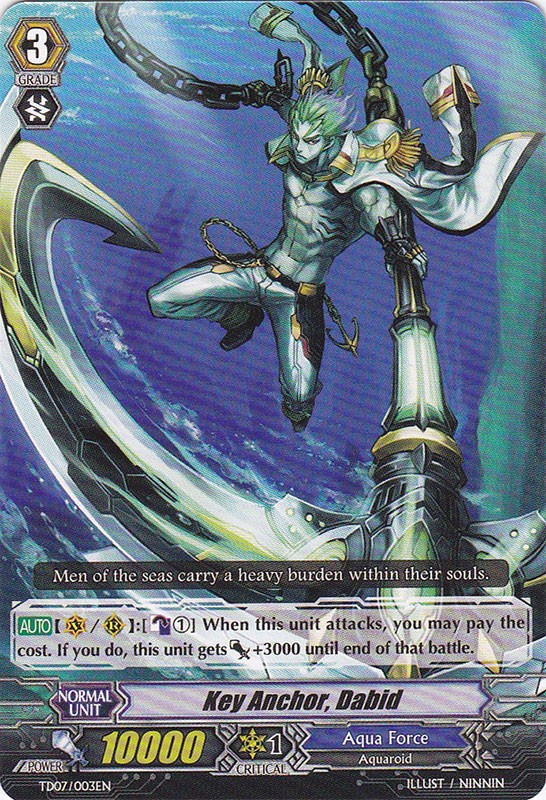 3
GRADE
Men of the seas carry a heavy burden within their souls.
AUTO [ V / R ]:[ ① ] When this unit attacks, you may pay the
cost. If you do, this unit gets +3000 until end of that battle.
NORMAL
UNIT
Key Anchor, Dabid
POWER
10000
1
CRITICAL
Aqua Force
Aquaroid
TD07/003EN
ILLUST / NINNIN